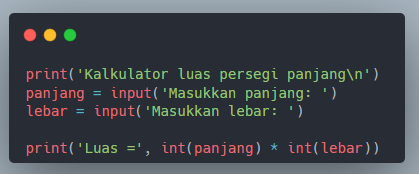 print('Kalkulator luas persegi panjang\n')
panjang = input('Masukkan panjang: ')
lebar = input('Masukkan lebar: ')
print('Luas =', int(panjang) * int(lebar))